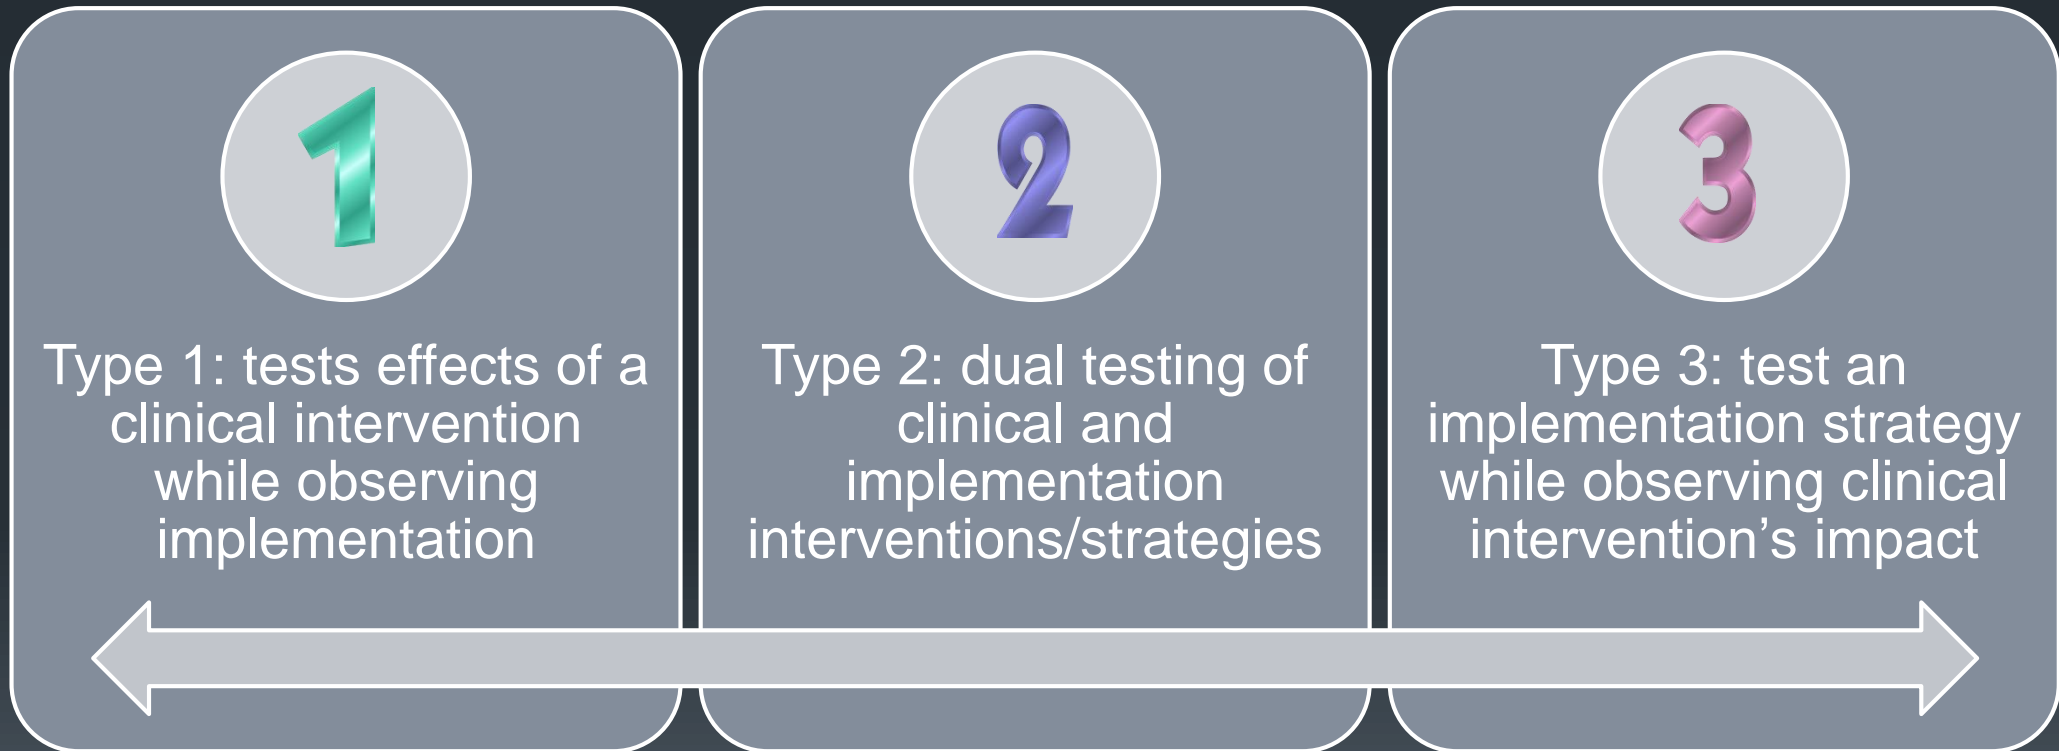 1
Type 1: tests effects of a
clinical intervention
while observing
implementation
2
Type 2: dual testing of
clinical and
implementation
interventions/strategies
3
Type 3: test an
implementation strategy
while observing clinical
intervention’s impact